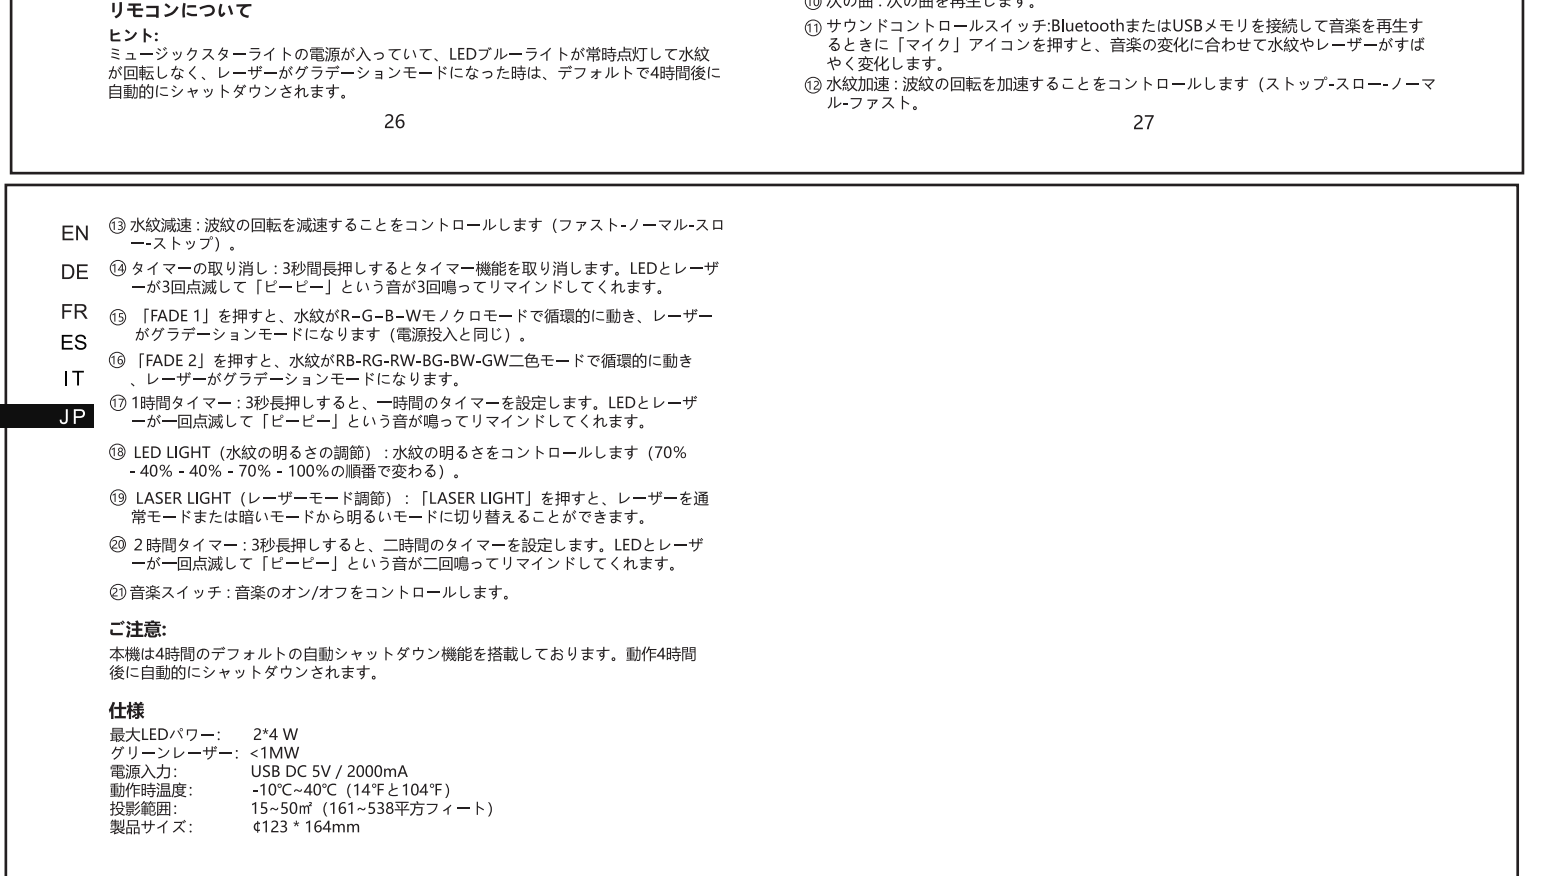 リモコンについて
ヒント:
ミュージックスターライトの電源が入っていて、LEDブルーライトが常時点灯して水紋
が回転しなく、レーザーがグラデーションモードになった時は、デフォルトで4時間後に
自動的にシャットダウンされます。
26
⑩ 次の曲 : 次の曲を再生します。
⑪ サウンドコントロールスイッチ:BluetoothまたはUSBメモリを接続して音楽を再生す
るときに「マイク」アイコンを押すと、音楽の変化に合わせて水紋やレーザーがすば
やく変化します。
⑫ 水紋加速 : 波紋の回転を加速することをコントロールします（ストップ-スロー-ノーマ
ル-ファスト。
27
EN
DE
FR
ES
IT
JP
⑬ 水紋減速 : 波紋の回転を減速することをコントロールします（ファスト-ノーマル-スロ
ー-ストップ）。
⑭ タイマーの取り消し : 3秒間長押しするとタイマー機能を取り消します。LEDとレーザ
ーが3回点滅して「ピーピー」という音が3回鳴ってリマインドしてくれます。
⑮ 「FADE 1」を押すと、水紋がR−G−B−Wモノクロモードで循環的に動き、レーザー
がグラデーションモードになります（電源投入と同じ）。
⑯ 「FADE 2」を押すと、水紋がRB-RG-RW-BG-BW-GW二色モードで循環的に動き
、レーザーがグラデーションモードになります。
⑰ 1時間タイマー : 3秒長押しすると、一時間のタイマーを設定します。LEDとレーザ
ーが一回点滅して「ピーピー」という音が鳴ってリマインドしてくれます。
⑱ LED LIGHT（水紋の明るさの調節）: 水紋の明るさをコントロールします（70%
- 40% - 40% - 70% - 100%の順番で変わる）。
⑲ LASER LIGHT（レーザーモード調節）:「LASER LIGHT」を押すと、レーザーを通
常モードまたは暗いモードから明るいモードに切り替えることができます。
⑳ 2 時間タイマー : 3秒長押しすると、二時間のタイマーを設定します。LEDとレーザ
ーが一回点滅して「ピーピー」という音が二回鳴ってリマインドしてくれます。
㉑ 音楽スイッチ : 音楽のオン/オフをコントロールします。
ご注意:
本機は4時間のデフォルトの自動シャットダウン機能を搭載しております。動作4時間
後に自動的にシャットダウンされます。
仕様
最大LEDパワー: 2*4 W
グリーンレーザー: <1MW
電源入力: USB DC 5V / 2000mA
動作時温度: -10℃~40℃（14℉と104℉）
投影範囲: 15~50㎡（161~538平方フィート）
製品サイズ: ¢123 * 164mm